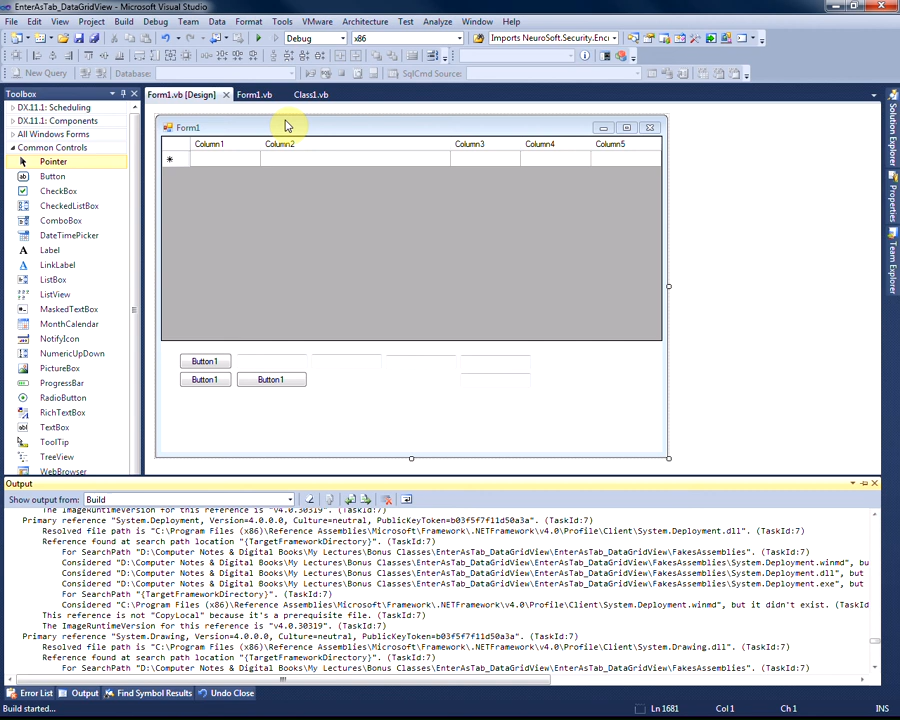 EnterAsTab_DataGridView - Microsoft Visual Studio
File Edit View Project Build Debug Team Data Format Tools VMware Architecture Test Analyze Window Help
Debug x86 Imports NeuroSoft.Security.Enc
New Query Database: SqlCmd Source:
Toolbox
Form1.vb [Design] Form1.vb Class1.vb
DX.11.1: Scheduling
DX.11.1: Components
All Windows Forms
Common Controls
Pointer
Button
CheckBox
CheckedListBox
ComboBox
DateTimePicker
Label
LinkLabel
ListBox
ListView
MaskedTextBox
MonthCalendar
NotifyIcon
NumericUpDown
PictureBox
ProgressBar
RadioButton
RichTextBox
TextBox
ToolTip
TreeView
WebBrowser
Form1
Column1 Column2 Column3 Column4 Column5
Button1
Button1 Button1
Solution Explorer
Properties
Team Explorer
Output
Show output from: Build
The ImageRuntimeVersion for this reference is "v4.0.30319". (TaskId:7)
Primary reference "System.Deployment, Version=4.0.0.0, Culture=neutral, PublicKeyToken=b03f5f7f11d50a3a". (TaskId:7)
Resolved file path is "C:\Program Files (x86)\Reference Assemblies\Microsoft\Framework\.NETFramework\v4.0\Profile\Client\System.Deployment.dll". (TaskId:7)
Reference found at search path location "{TargetFrameworkDirectory}". (TaskId:7)
For SearchPath "D:\Computer Notes & Digital Books\My Lectures\Bonus Classes\EnterAsTab_DataGridView\EnterAsTab_DataGridView\FakesAssemblies". (TaskId:7)
Considered "D:\Computer Notes & Digital Books\My Lectures\Bonus Classes\EnterAsTab_DataGridView\EnterAsTab_DataGridView\FakesAssemblies\System.Deployment.winmd", bu
Considered "D:\Computer Notes & Digital Books\My Lectures\Bonus Classes\EnterAsTab_DataGridView\EnterAsTab_DataGridView\FakesAssemblies\System.Deployment.dll", but
Considered "D:\Computer Notes & Digital Books\My Lectures\Bonus Classes\EnterAsTab_DataGridView\EnterAsTab_DataGridView\FakesAssemblies\System.Deployment.exe", but
For SearchPath "{TargetFrameworkDirectory}". (TaskId:7)
Considered "C:\Program Files (x86)\Reference Assemblies\Microsoft\Framework\.NETFramework\v4.0\Profile\Client\System.Deployment.winmd", but it didn't exist. (TaskId
This reference is not "CopyLocal" because it's a prerequisite file. (TaskId:7)
The ImageRuntimeVersion for this reference is "v4.0.30319". (TaskId:7)
Primary reference "System.Drawing, Version=4.0.0.0, Culture=neutral, PublicKeyToken=b03f5f7f11d50a3a". (TaskId:7)
Resolved file path is "C:\Program Files (x86)\Reference Assemblies\Microsoft\Framework\.NETFramework\v4.0\Profile\Client\System.Drawing.dll". (TaskId:7)
Reference found at search path location "{TargetFrameworkDirectory}". (TaskId:7)
For SearchPath "D:\Computer Notes & Digital Books\My Lectures\Bonus Classes\EnterAsTab_DataGridView\EnterAsTab_DataGridView\FakesAssemblies". (TaskId:7)
Error List Output Find Symbol Results Undo Close
Build started... Ln 1681 Col 1 Ch 1 INS